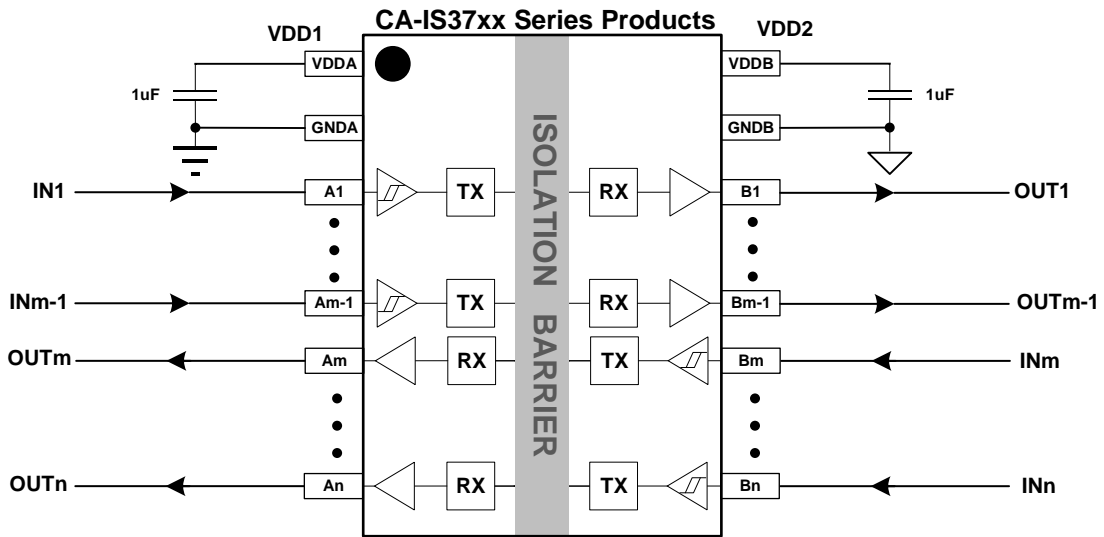 CA-IS37xx Series Products
VDD1
VDD2
VDDA
VDDB
1uF
1uF
GNDA
GNDB
ISOLATION BARRIER
IN1
A1
TX
RX
B1
OUT1
INm-1
Am-1
TX
RX
Bm-1
OUTm-1
OUTm
Am
RX
TX
Bm
INm
OUTn
An
RX
TX
Bn
INn